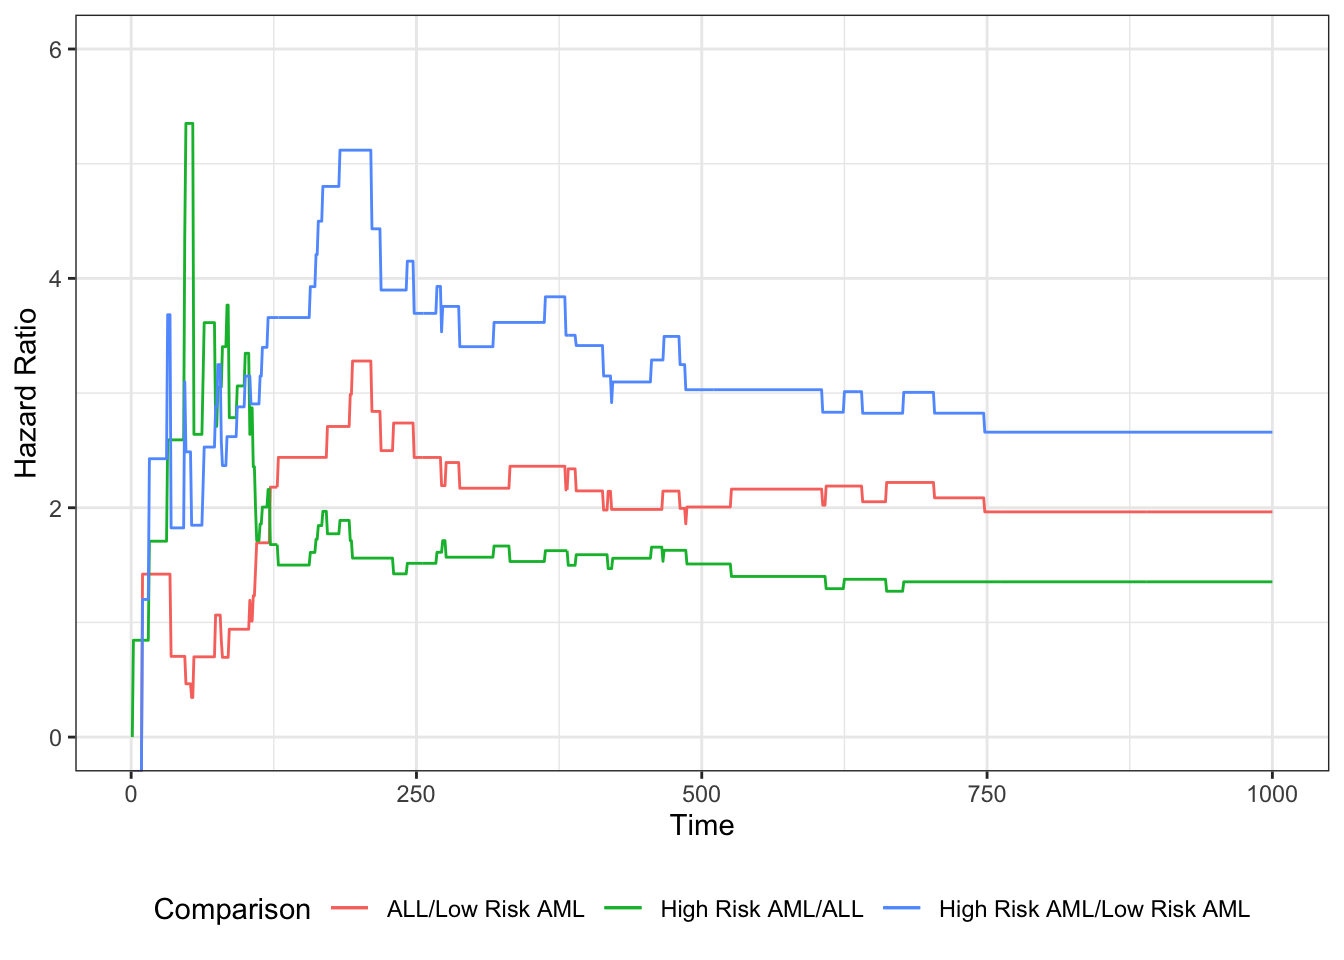 6
4
2
0
Hazard Ratio
0 250 500 750 1000
Time
Comparison ALL/Low Risk AML High Risk AML/ALL High Risk AML/Low Risk AML